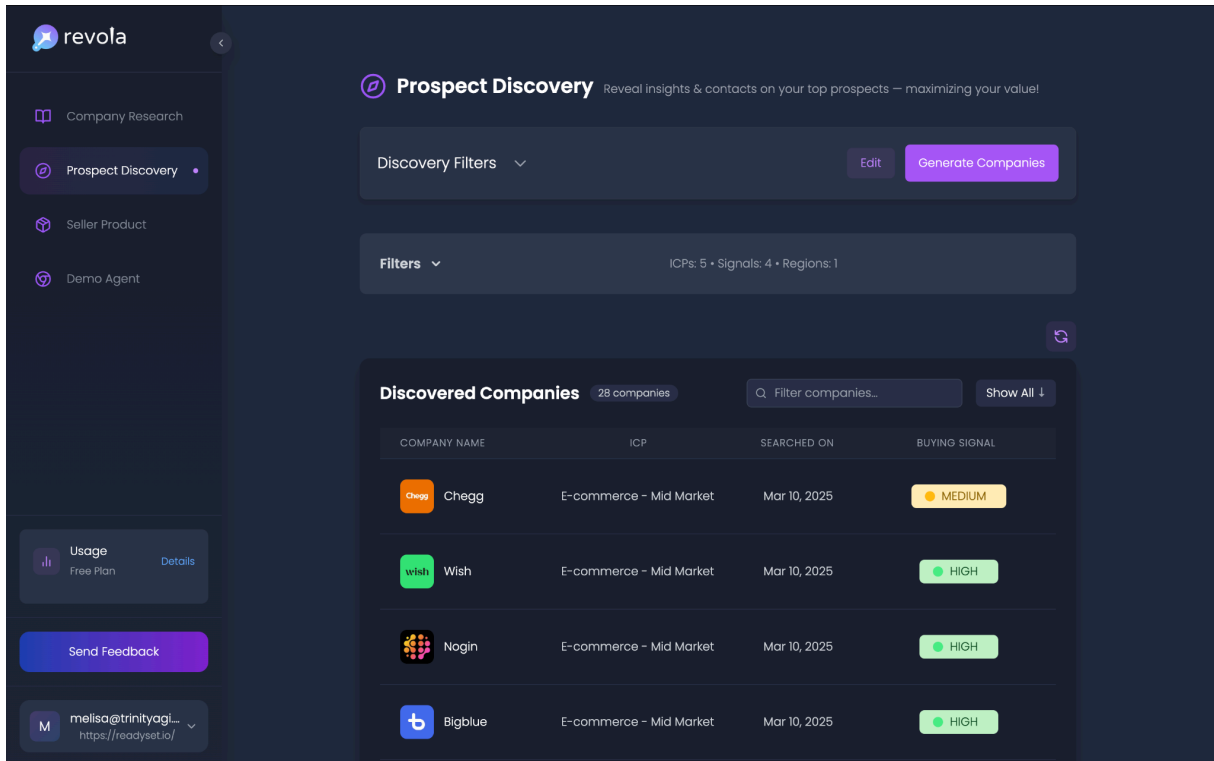 revola
Company Research
Prospect Discovery
Seller Product
Demo Agent
Usage
Free Plan
Details
Send Feedback
M
melisa@trinityagi....
https://readyset.io/
Prospect Discovery Reveal insights & contacts on your top prospects — maximizing your value!
Discovery Filters Edit Generate Companies
Filters ICPs: 5 • Signals: 4 • Regions: 1
Discovered Companies 28 companies Filter companies... Show All ↓
COMPANY NAME ICP SEARCHED ON BUYING SIGNAL
Chegg Chegg E-commerce - Mid Market Mar 10, 2025 MEDIUM
wish Wish E-commerce - Mid Market Mar 10, 2025 HIGH
Nogin E-commerce - Mid Market Mar 10, 2025 HIGH
Bigblue E-commerce - Mid Market Mar 10, 2025 HIGH